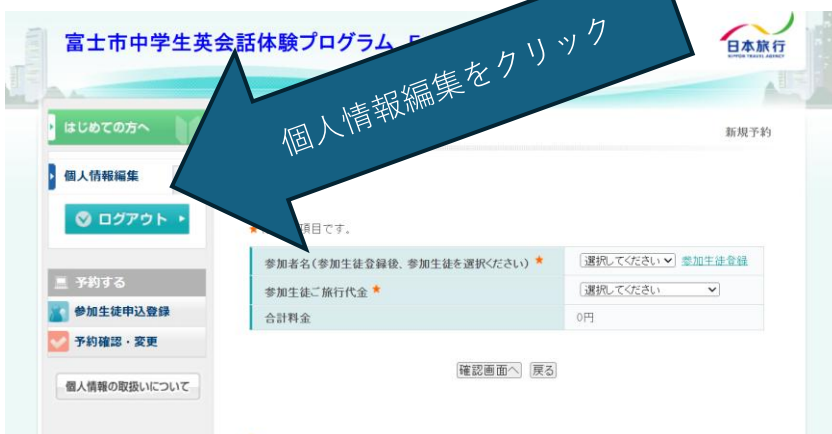 富士市中学生英会話体験プログラム
日本旅行
NIPPON TRAVEL AGENCY
個人情報編集をクリック
はじめての方へ
新規予約
個人情報編集
ログアウト
項目です。
参加者名(参加生徒登録後、参加生徒を選択ください) ★ 選択してください 参加生徒登録
予約する
参加生徒ご旅行代金 ★ 選択してください
参加生徒申込登録
合計料金 0円
予約確認・変更
確認画面へ 戻る
個人情報の取扱いについて